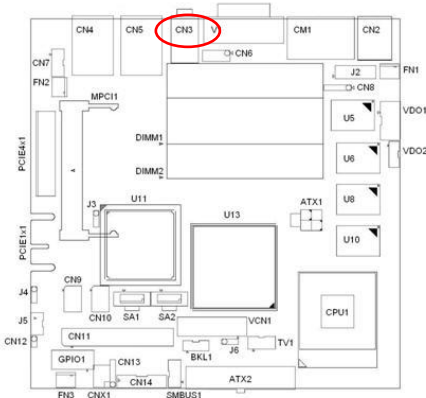 CN4
CN5
CN3
V
CM1
CN2
CN6
CN7
FN2
J2
FN1
CN8
MPCI1
U5
VDO1
PCIE4x1
DIMM1
VDO2
U6
DIMM2
U11
U8
J3
ATX1
U13
PCIE1x1
U10
CN9
J4
CN10
SA1
SA2
CPU1
J5
VCN1
CN11
CN12
J6
TV1
BKL1
GPIO1
CN13
CN14
ATX2
FN3
CNX1
SMBUS1